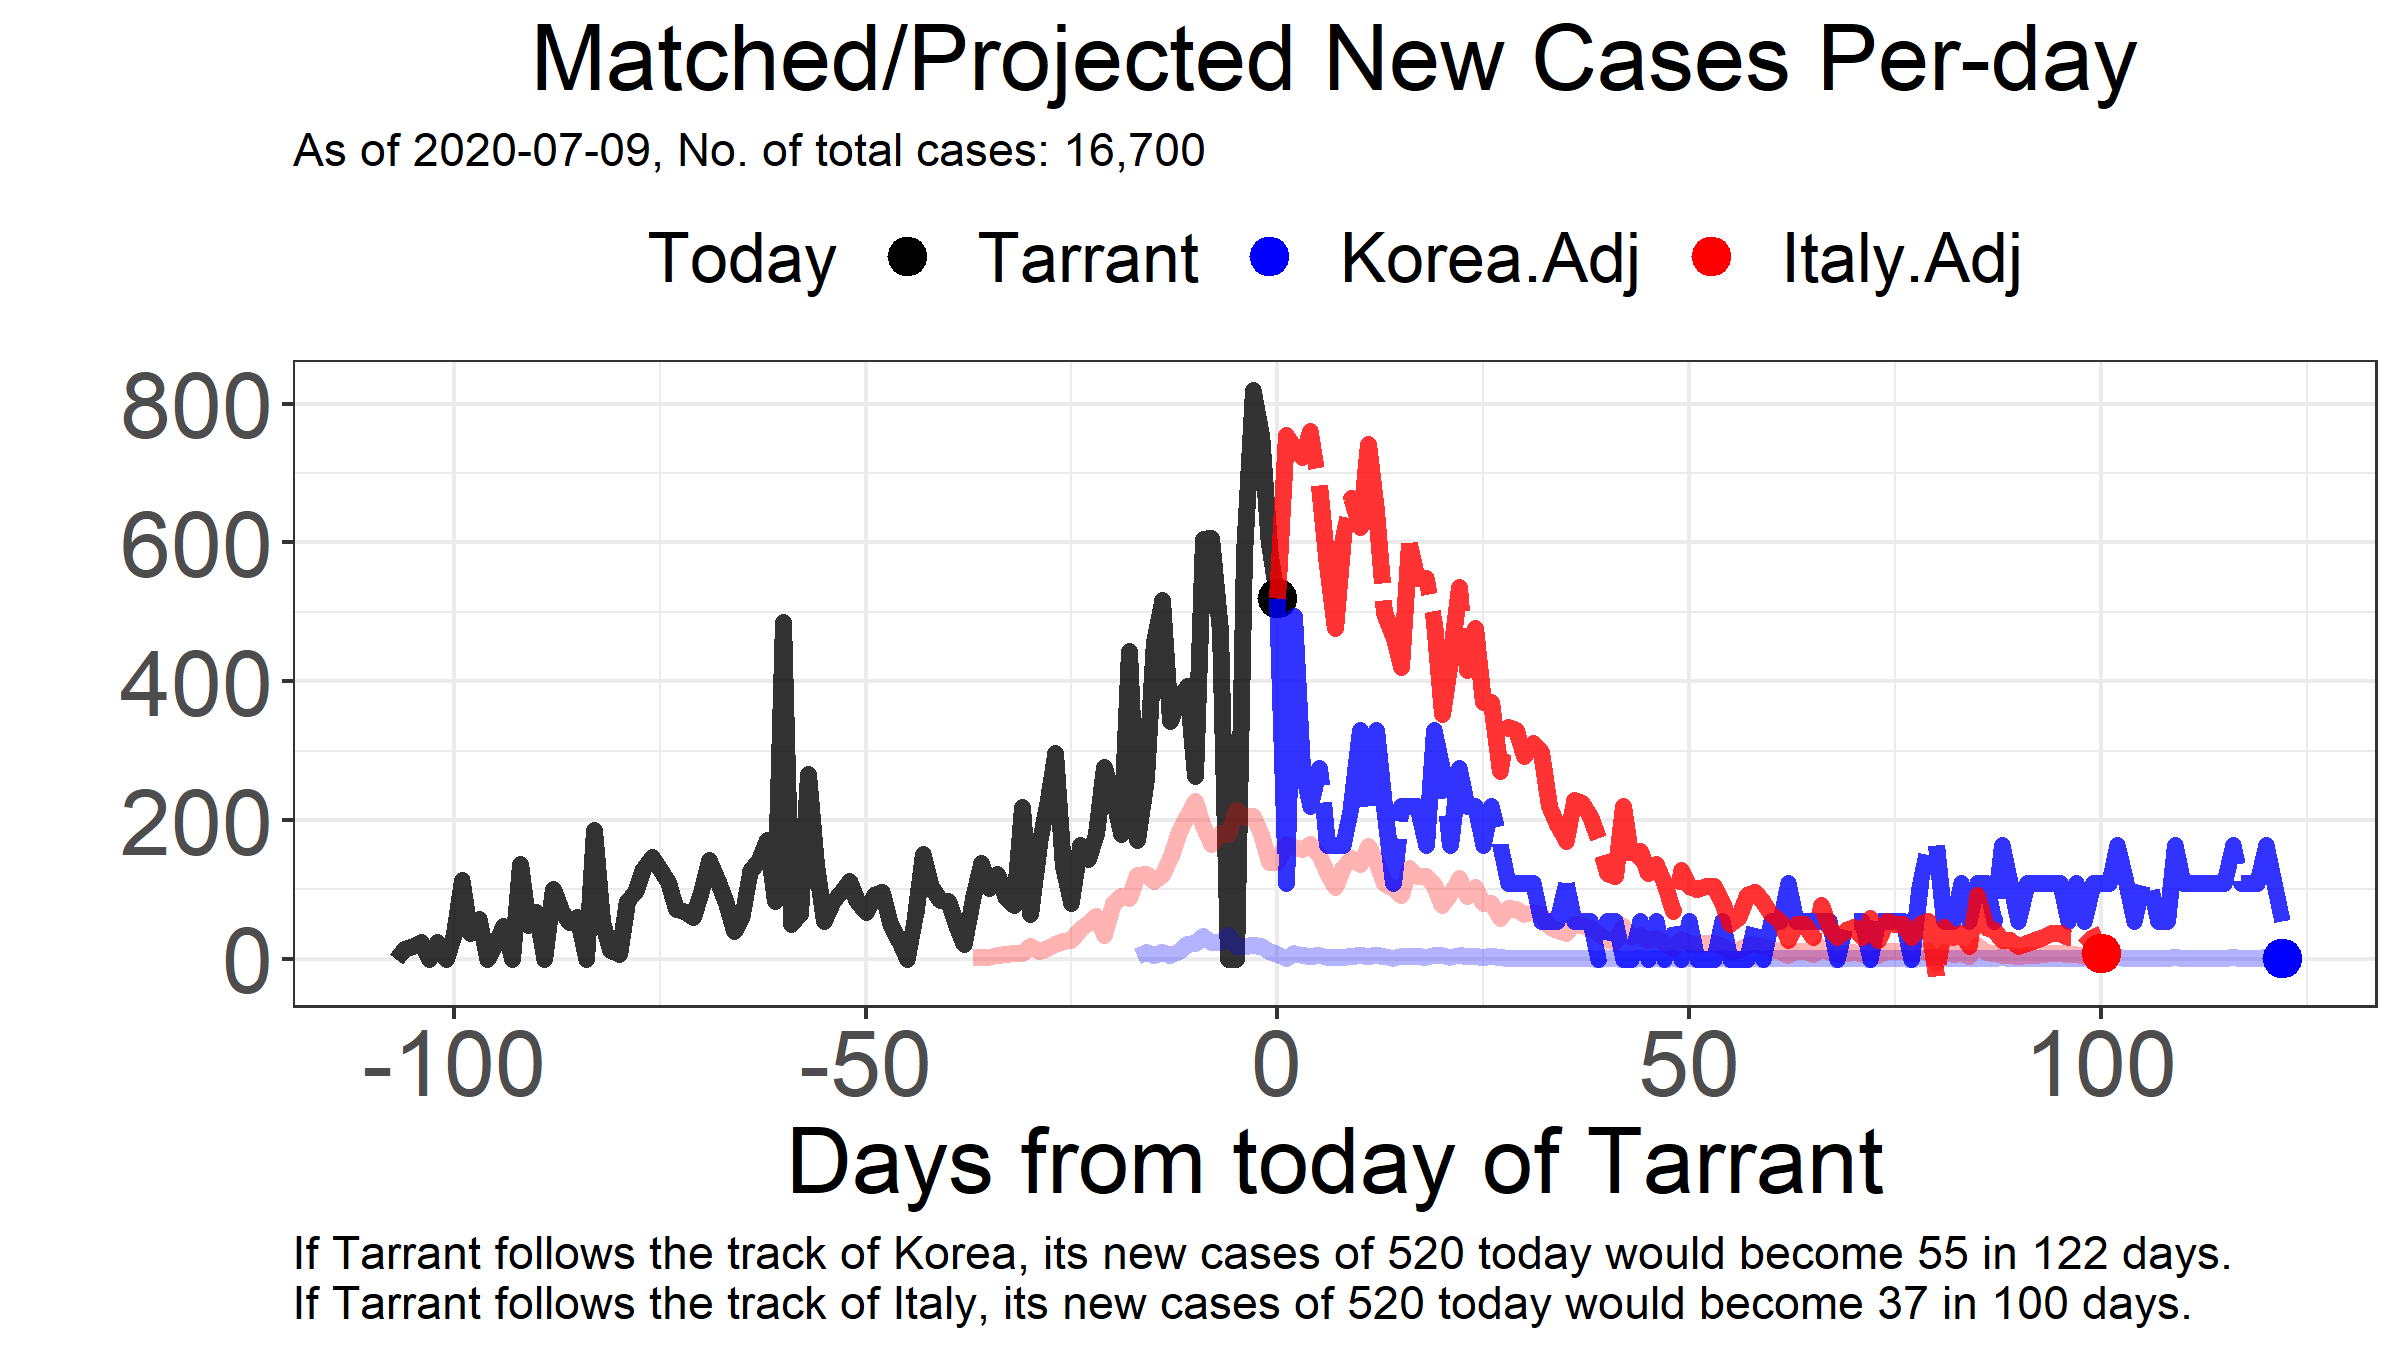 Matched/Projected New Cases Per-day
As of 2020-07-09, No. of total cases: 16,700
Today Tarrant Korea.Adj Italy.Adj
800
600
400
200
0
-100 -50 0 50 100
Days from today of Tarrant
If Tarrant follows the track of Korea, its new cases of 520 today would become 55 in 122 days.
If Tarrant follows the track of Italy, its new cases of 520 today would become 37 in 100 days.